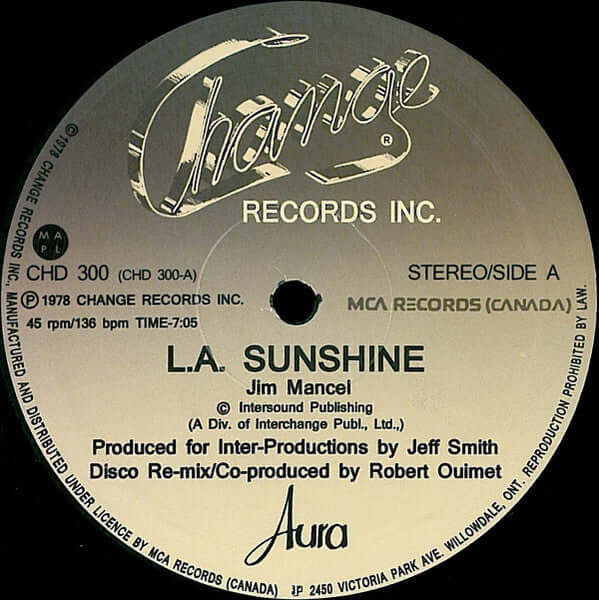 Change ®
RECORDS INC.
MAPL
CHD 300 (CHD 300-A)
STEREO/SIDE A
℗ 1978 CHANGE RECORDS INC.
MCA RECORDS (CANADA)
45 rpm/136 bpm TIME-7:05
L.A. SUNSHINE
Jim Mancel
© Intersound Publishing
(A Div. of Interchange Publ., Ltd.,)
Produced for Inter-Productions by Jeff Smith
Disco Re-mix/Co-produced by Robert Ouimet
Aura
© 1978 CHANGE RECORDS INC., MANUFACTURED AND DISTRIBUTED UNDER LICENCE BY MCA RECORDS (CANADA) 2450 VICTORIA PARK AVE. WILLOWDALE, ONT. REPRODUCTION PROHIBITED BY LAW.